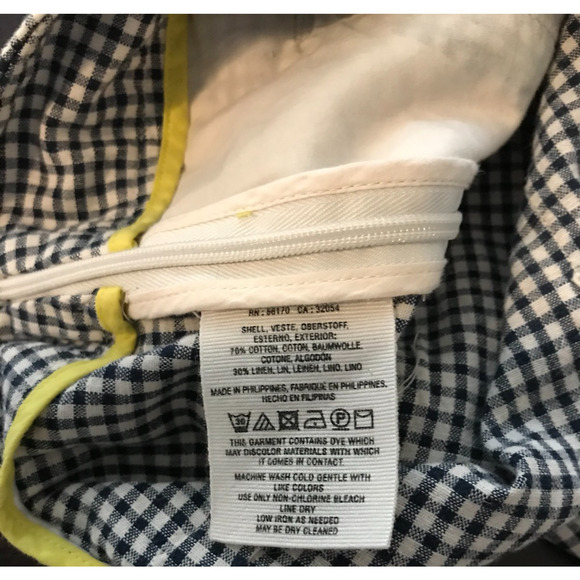 RN: 66170 CA: 32054
SHELL, VESTE, OBERSTOFF,
ESTERNO, EXTERIOR:
70% COTTON, COTON, BAUMWOLLE,
COTONE, ALGODÓN
30% LINEN, LIN, LEINEN, LINO, LINO
MADE IN PHILIPPINES, FABRIQUÉ EN PHILIPPINES,
HECHO EN FILIPINAS
30 P
THIS GARMENT CONTAINS DYE WHICH
MAY DISCOLOR MATERIALS WITH WHICH
IT COMES IN CONTACT.
MACHINE WASH COLD GENTLE WITH
LIKE COLORS
USE ONLY NON-CHLORINE BLEACH
LINE DRY
LOW IRON AS NEEDED
MAY BE DRY CLEANED